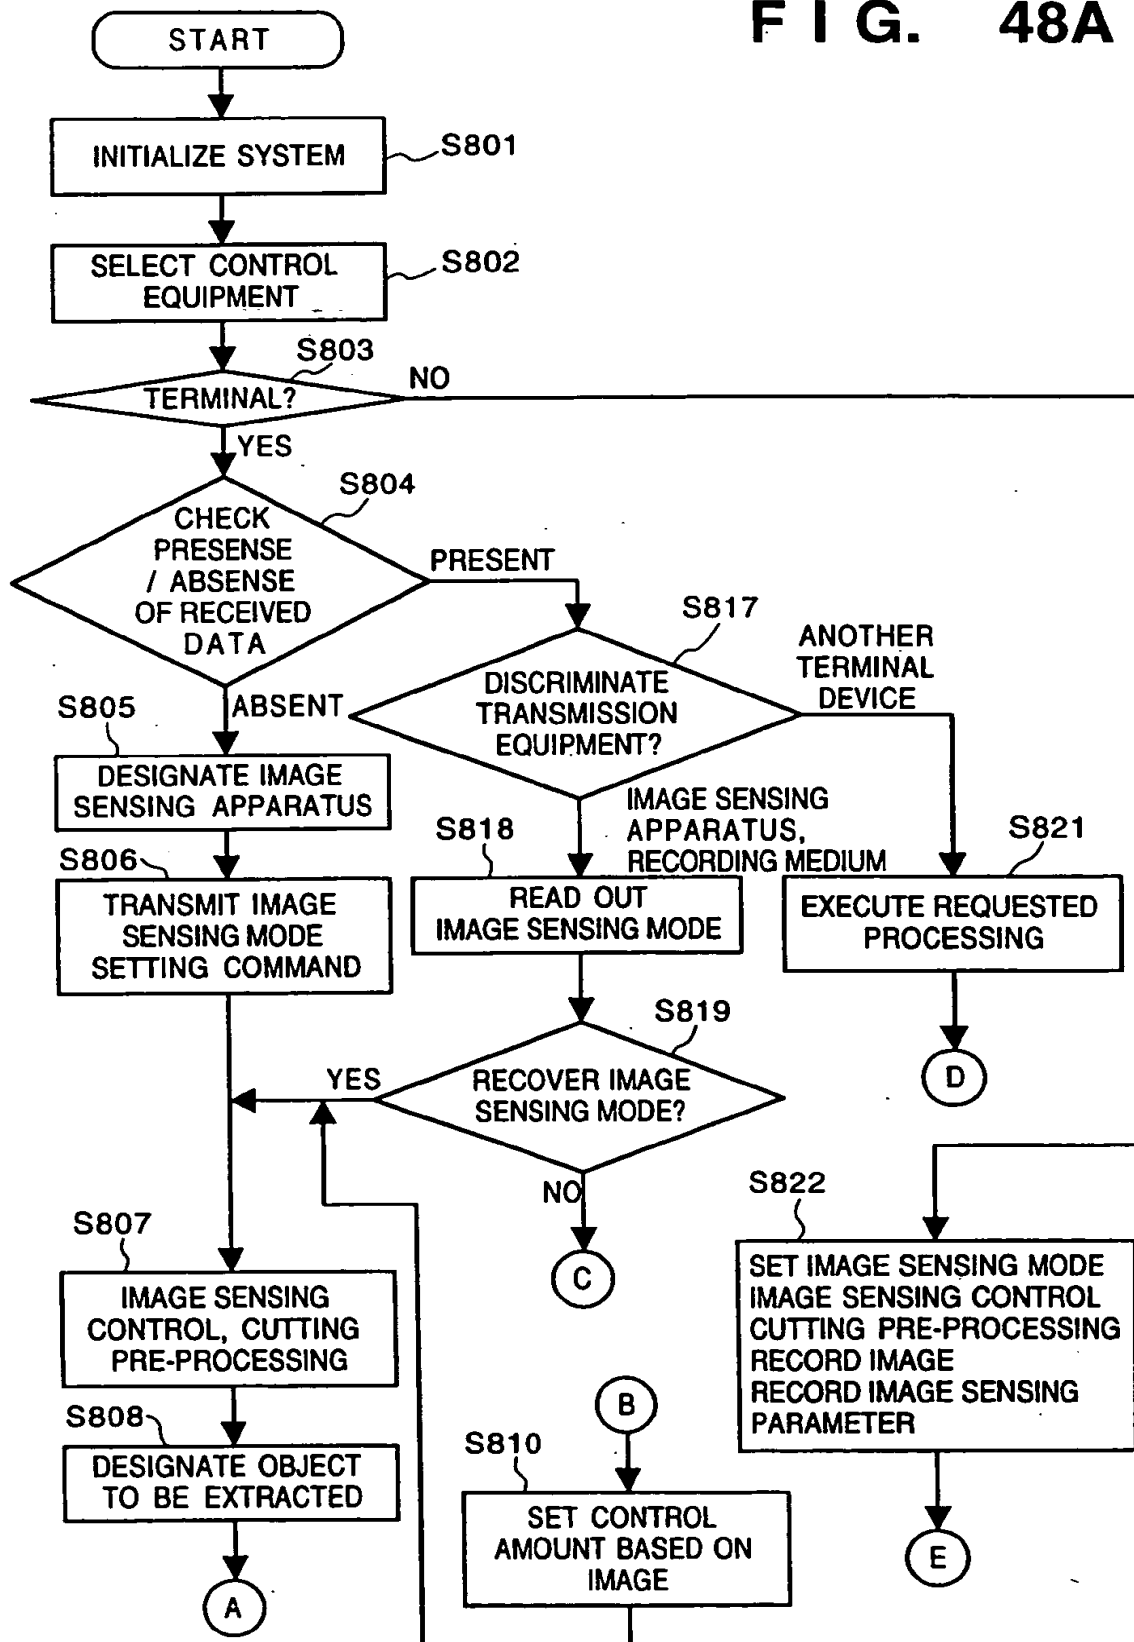 FIG. 48A
START
INITIALIZE SYSTEM
S801
SELECT CONTROL
EQUIPMENT
S802
S803
TERMINAL?
NO
YES
S804
CHECK
PRESENSE
/ ABSENSE
OF RECEIVED
DATA
PRESENT
ABSENT
S817
DISCRIMINATE
TRANSMISSION
EQUIPMENT?
ANOTHER
TERMINAL
DEVICE
S805
DESIGNATE IMAGE
SENSING APPARATUS
IMAGE SENSING
APPARATUS,
RECORDING MEDIUM
S806
TRANSMIT IMAGE
SENSING MODE
SETTING COMMAND
S818
READ OUT
IMAGE SENSING MODE
S821
EXECUTE REQUESTED
PROCESSING
D
S819
RECOVER IMAGE
SENSING MODE?
YES
NO
C
S807
IMAGE SENSING
CONTROL, CUTTING
PRE-PROCESSING
S808
DESIGNATE OBJECT
TO BE EXTRACTED
A
B
S810
SET CONTROL
AMOUNT BASED ON
IMAGE
S822
SET IMAGE SENSING MODE
IMAGE SENSING CONTROL
CUTTING PRE-PROCESSING
RECORD IMAGE
RECORD IMAGE SENSING
PARAMETER
E